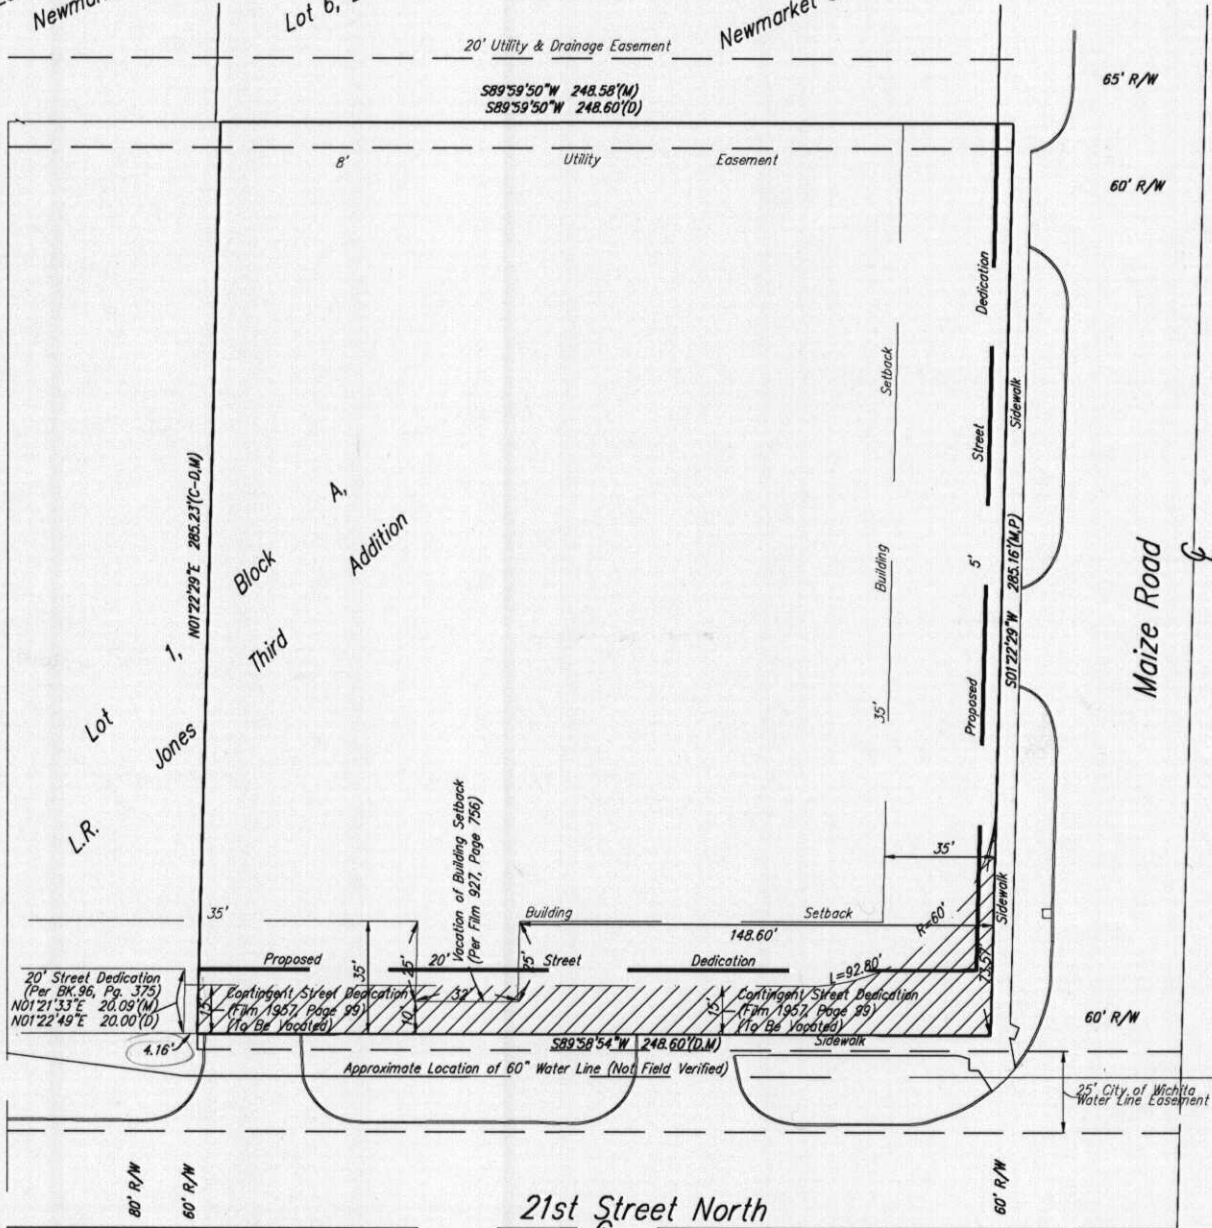 Lot 6,
20' Utility & Drainage Easement
Newmarket
65' R/W
S89°59'50"W 248.58'(M)
S89°59'50"W 248.60'(D)
8' Utility Easement
60' R/W
Dedication
Setback
Sidewalk
Street
N01°22'29"E 285.23'(C-D,M)
A,
Block
Addition
Building
5'
S01°22'29"W 285.16'(M,P)
Maize Road
1,
Third
Lot
Jones
35'
Proposed
L.R.
Vacation of Building Setback
(Per Film 927, Page 756)
35'
Sidewalk
35'
Building Setback
R=60'
148.60'
Proposed
35'
25'
20'
25'
Street
Dedication
L=92.80'
73.57'
20' Street Dedication
(Per BK.96, Pg. 375)
N01°21'33"E 20.09'(M)
N01°22'49"E 20.00'(D)
15'
Contingent Street Dedication
(Film 1957, Page 99)
(To Be Vacated)
10'
32'
15'
Contingent Street Dedication
(Film 1957, Page 99)
(To Be Vacated)
60' R/W
4.16'
S89°58'54"W 248.60'(D,M)
Sidewalk
Approximate Location of 60" Water Line (Not Field Verified)
25' City of Wichita
Water Line Easement
80' R/W
60' R/W
60' R/W
21st Street North